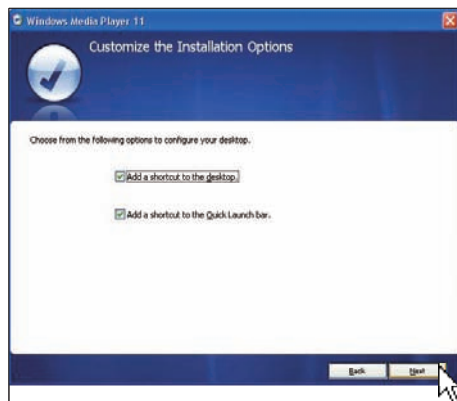 Windows Media Player 11
Customize the Installation Options
Choose from the following options to configure your desktop.
Add a shortcut to the desktop.
Add a shortcut to the Quick Launch bar.
Back Next